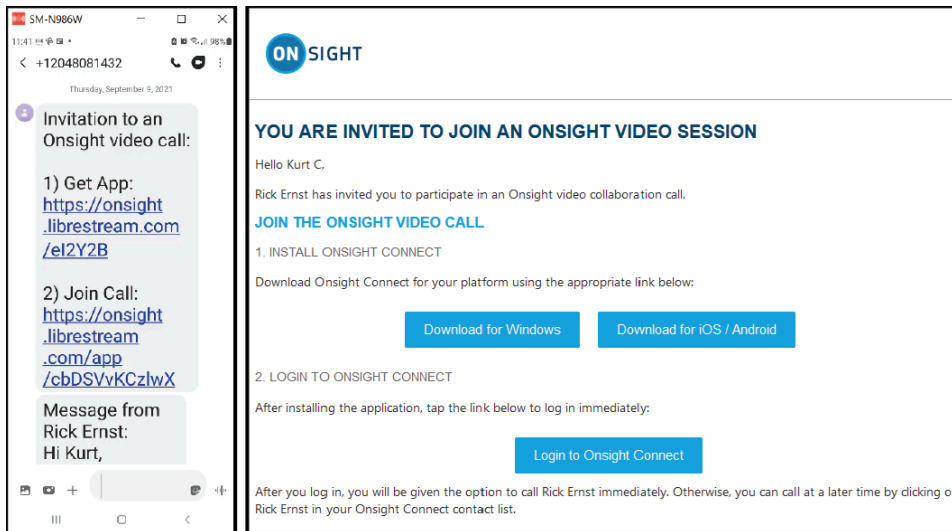 SM-N986W
11:41
98%
+12048081432
Thursday, September 9, 2021
Invitation to an
Onsight video call:
1) Get App:
https://onsight
.librestream.com
/eI2Y2B
2) Join Call:
https://onsight
.librestream
.com/app
/cbDSVvKCzlwX
Message from
Rick Ernst:
Hi Kurt,
ON SIGHT
YOU ARE INVITED TO JOIN AN ONSIGHT VIDEO SESSION
Hello Kurt C,
Rick Ernst has invited you to participate in an Onsight video collaboration call.
JOIN THE ONSIGHT VIDEO CALL
1. INSTALL ONSIGHT CONNECT
Download Onsight Connect for your platform using the appropriate link below:
Download for Windows
Download for iOS / Android
2. LOGIN TO ONSIGHT CONNECT
After installing the application, tap the link below to log in immediately:
Login to Onsight Connect
After you log in, you will be given the option to call Rick Ernst immediately. Otherwise, you can call at a later time by clicking o
Rick Ernst in your Onsight Connect contact list.